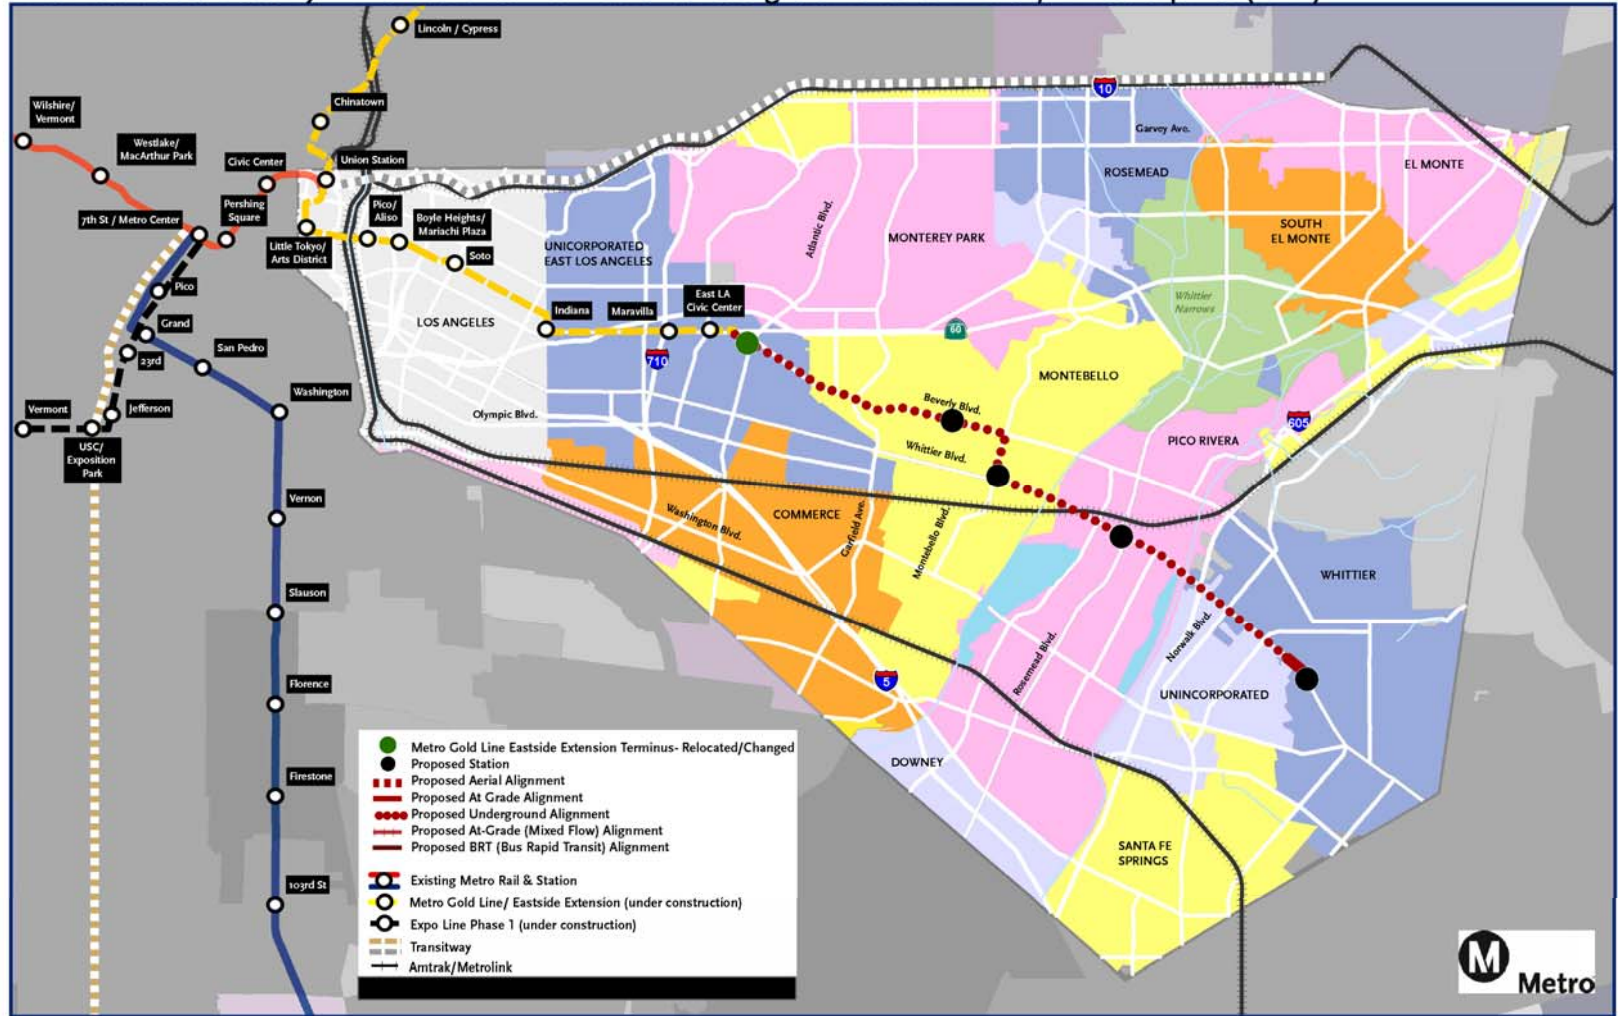 Lincoln / Cypress
Wilshire/
Vermont
Chinatown
10
Westlake/
MacArthur Park
Garvey Ave.
Civic Center
Union Station
EL MONTE
ROSEMEAD
Pershing
Square
Pico/
Aliso
Boyle Heights/
Mariachi Plaza
7th St / Metro Center
Atlantic Blvd.
MONTEREY PARK
SOUTH
EL MONTE
Little Tokyo/
Arts District
Soto
UNICORPORATED
EAST LOS ANGELES
Pico
Whittier
Narrows
East LA
Civic Center
Indiana
Maravilla
Grand
LOS ANGELES
60
San Pedro
23rd
710
MONTEBELLO
Washington
Beverly Blvd.
Vermont
Jefferson
Olympic Blvd.
605
USC/
Exposition
Park
Whittier Blvd.
PICO RIVERA
Vernon
Washington Blvd.
COMMERCE
Garfield Ave.
Montebello Blvd.
WHITTIER
Slauson
Norwalk Blvd.
Rosemead Blvd.
Florence
5
UNINCORPORATED
Metro Gold Line Eastside Extension Terminus- Relocated/Changed
Proposed Station
Proposed Aerial Alignment
Proposed At Grade Alignment
Proposed Underground Alignment
Proposed At-Grade (Mixed Flow) Alignment
Proposed BRT (Bus Rapid Transit) Alignment
Existing Metro Rail & Station
Metro Gold Line/ Eastside Extension (under construction)
Expo Line Phase 1 (under construction)
Transitway
Amtrak/Metrolink
DOWNEY
Firestone
SANTA FE
SPRINGS
103rd St
M
Metro